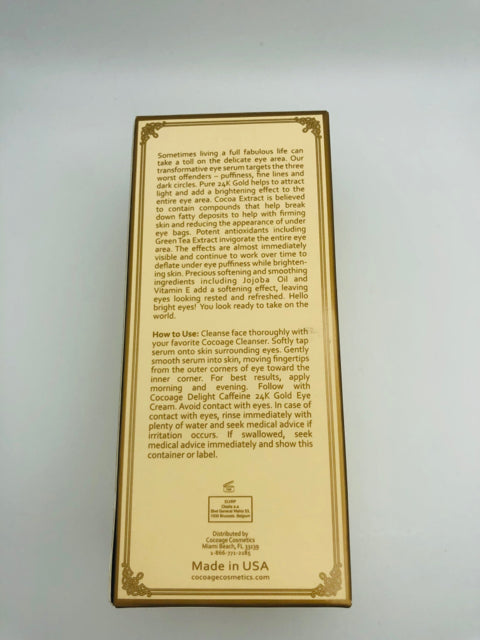 Sometimes living a full fabulous life can
take a toll on the delicate eye area. Our
transformative eye serum targets the three
worst offenders – puffiness, fine lines and
dark circles. Pure 24K Gold helps to attract
light and add a brightening effect to the
entire eye area. Cocoa Extract is believed
to contain compounds that help break
down fatty deposits to help with firming
skin and reducing the appearance of under
eye bags. Potent antioxidants including
Green Tea Extract invigorate the entire eye
area. The effects are almost immediately
visible and continue to work over time to
deflate under eye puffiness while brighten-
ing skin. Precious softening and smoothing
ingredients including Jojoba Oil and
Vitamin E add a softening effect, leaving
eyes looking rested and refreshed. Hello
bright eyes! You look ready to take on the
world.
How to Use: Cleanse face thoroughly with
your favorite Cocoage Cleanser. Softly tap
serum onto skin surrounding eyes. Gently
smooth serum into skin, moving fingertips
from the outer corners of eye toward the
inner corner. For best results, apply
morning and evening. Follow with
Cocoage Delight Caffeine 24K Gold Eye
Cream. Avoid contact with eyes. In case of
contact with eyes, rinse immediately with
plenty of water and seek medical advice if
irritation occurs. If swallowed, seek
medical advice immediately and show this
container or label.
Blvd General Wahis 53,
1030 Brussels, Belgium
Distributed by
Cocoage Cosmetics
Miami Beach, FL 33139
1-866-771-2185
Made in USA
cocoagecosmetics.com